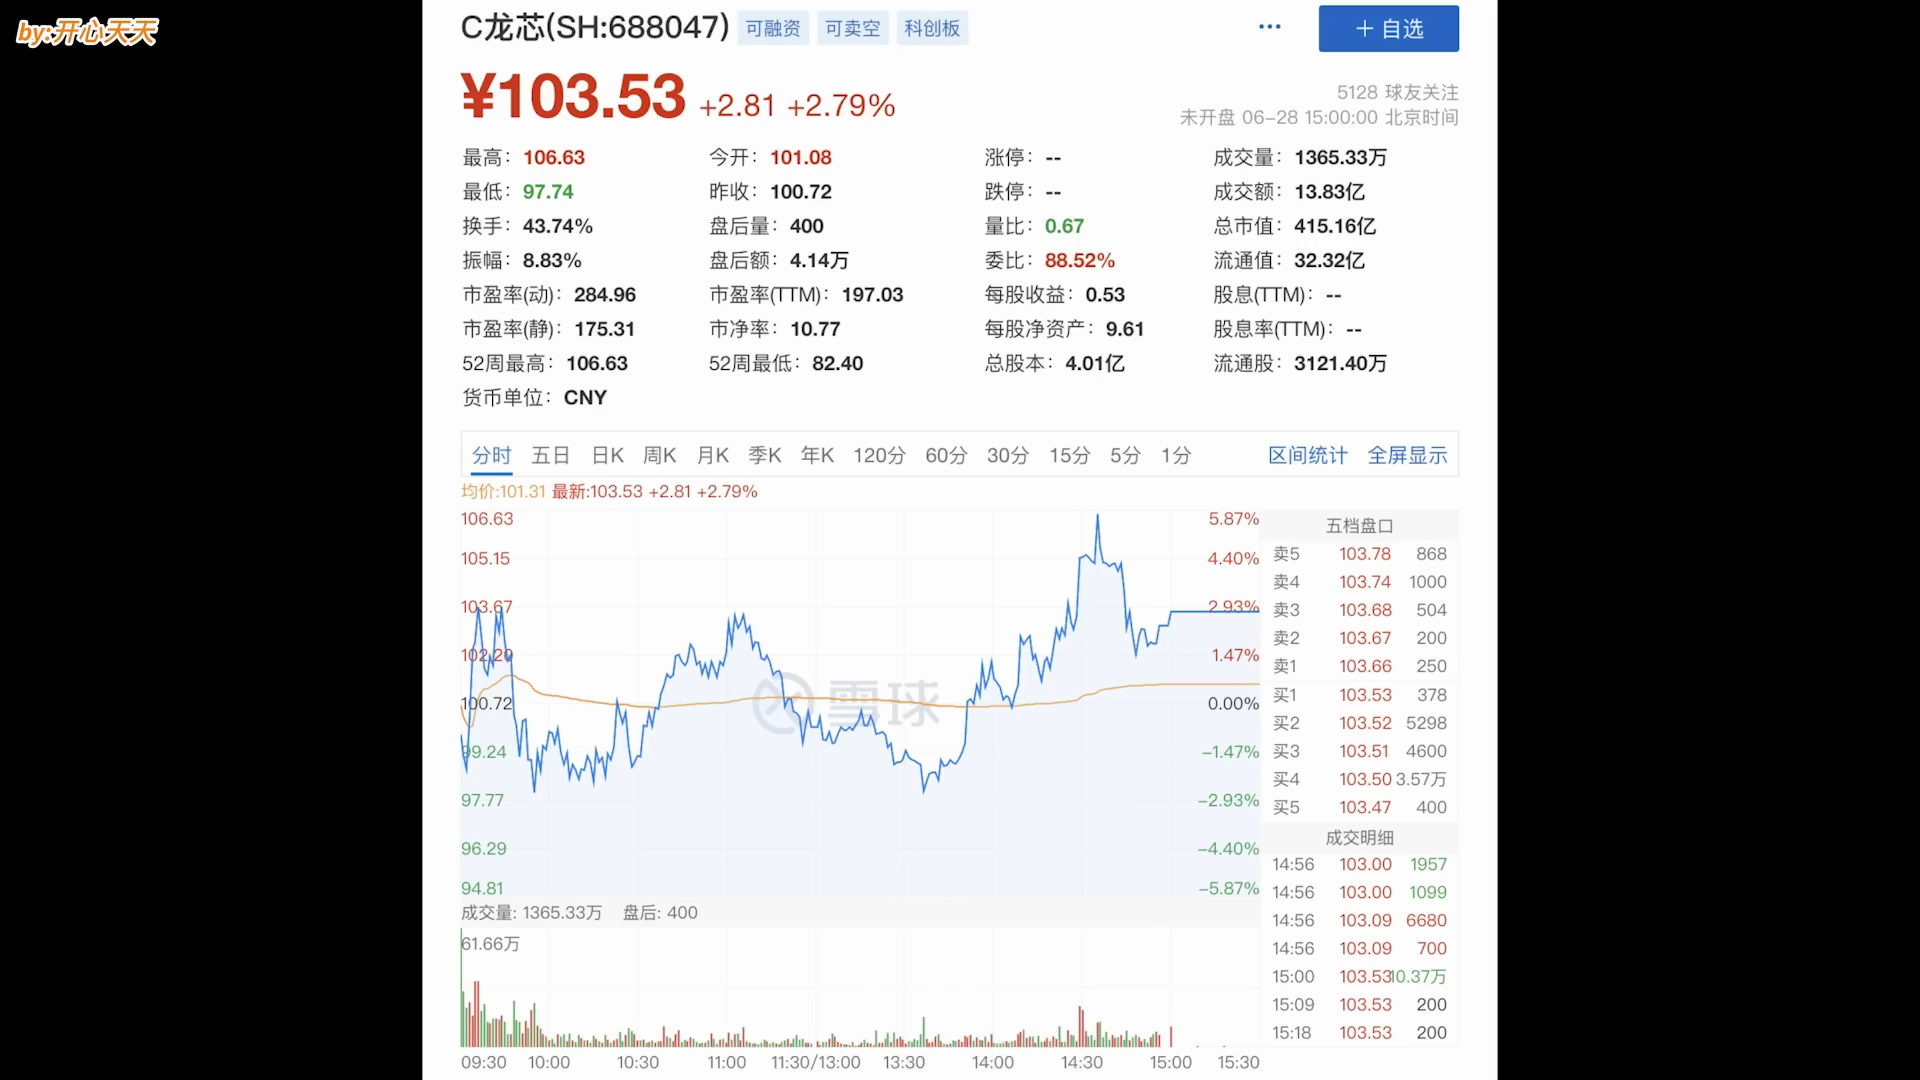 by:开心天天
C龙芯(SH:688047) 可融资 可卖空 科创板 ··· + 自选
¥103.53 +2.81 +2.79%
5128 球友关注
未开盘 06-28 15:00:00 北京时间
最高: 106.63 今开: 101.08 涨停: -- 成交量: 1365.33万
最低: 97.74 昨收: 100.72 跌停: -- 成交额: 13.83亿
换手: 43.74% 盘后量: 400 量比: 0.67 总市值: 415.16亿
振幅: 8.83% 盘后额: 4.14万 委比: 88.52% 流通值: 32.32亿
市盈率(动): 284.96 市盈率(TTM): 197.03 每股收益: 0.53 股息(TTM): --
市盈率(静): 175.31 市净率: 10.77 每股净资产: 9.61 股息率(TTM): --
52周最高: 106.63 52周最低: 82.40 总股本: 4.01亿 流通股: 3121.40万
货币单位: CNY
分时 五日 日K 周K 月K 季K 年K 120分 60分 30分 15分 5分 1分 区间统计 全屏显示
均价:101.31 最新:103.53 +2.81 +2.79%
106.63 5.87%
105.15 4.40%
103.67 2.93%
102.20 1.47%
100.72 0.00%
99.24 -1.47%
97.77 -2.93%
96.29 -4.40%
94.81 -5.87%
雪球
成交量: 1365.33万 盘后: 400
61.66万
09:30 10:00 10:30 11:00 11:30/13:00 13:30 14:00 14:30 15:00 15:30
五档盘口
卖5 103.78 868
卖4 103.74 1000
卖3 103.68 504
卖2 103.67 200
卖1 103.66 250
买1 103.53 378
买2 103.52 5298
买3 103.51 4600
买4 103.50 3.57万
买5 103.47 400
成交明细
14:56 103.00 1957
14:56 103.00 1099
14:56 103.09 6680
14:56 103.09 700
15:00 103.53 10.37万
15:09 103.53 200
15:18 103.53 200